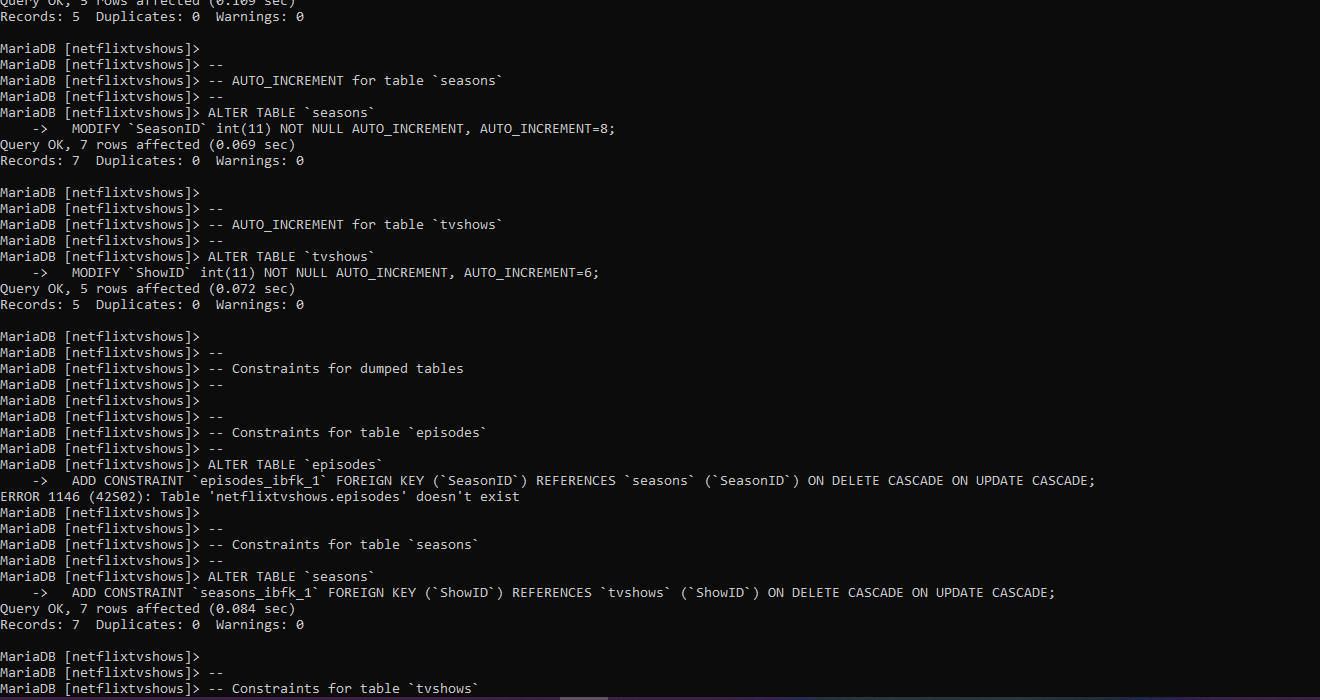 Query OK, 5 rows affected (0.109 sec)
Records: 5  Duplicates: 0  Warnings: 0

MariaDB [netflixtvshows]>
MariaDB [netflixtvshows]> --
MariaDB [netflixtvshows]> -- AUTO_INCREMENT for table `seasons`
MariaDB [netflixtvshows]> --
MariaDB [netflixtvshows]> ALTER TABLE `seasons`
    ->   MODIFY `SeasonID` int(11) NOT NULL AUTO_INCREMENT, AUTO_INCREMENT=8;
Query OK, 7 rows affected (0.069 sec)
Records: 7  Duplicates: 0  Warnings: 0

MariaDB [netflixtvshows]>
MariaDB [netflixtvshows]> --
MariaDB [netflixtvshows]> -- AUTO_INCREMENT for table `tvshows`
MariaDB [netflixtvshows]> --
MariaDB [netflixtvshows]> ALTER TABLE `tvshows`
    ->   MODIFY `ShowID` int(11) NOT NULL AUTO_INCREMENT, AUTO_INCREMENT=6;
Query OK, 5 rows affected (0.072 sec)
Records: 5  Duplicates: 0  Warnings: 0

MariaDB [netflixtvshows]>
MariaDB [netflixtvshows]> --
MariaDB [netflixtvshows]> -- Constraints for dumped tables
MariaDB [netflixtvshows]> --
MariaDB [netflixtvshows]>
MariaDB [netflixtvshows]> --
MariaDB [netflixtvshows]> -- Constraints for table `episodes`
MariaDB [netflixtvshows]> --
MariaDB [netflixtvshows]> ALTER TABLE `episodes`
    ->   ADD CONSTRAINT `episodes_ibfk_1` FOREIGN KEY (`SeasonID`) REFERENCES `seasons` (`SeasonID`) ON DELETE CASCADE ON UPDATE CASCADE;
ERROR 1146 (42S02): Table 'netflixtvshows.episodes' doesn't exist
MariaDB [netflixtvshows]>
MariaDB [netflixtvshows]> --
MariaDB [netflixtvshows]> -- Constraints for table `seasons`
MariaDB [netflixtvshows]> --
MariaDB [netflixtvshows]> ALTER TABLE `seasons`
    ->   ADD CONSTRAINT `seasons_ibfk_1` FOREIGN KEY (`ShowID`) REFERENCES `tvshows` (`ShowID`) ON DELETE CASCADE ON UPDATE CASCADE;
Query OK, 7 rows affected (0.084 sec)
Records: 7  Duplicates: 0  Warnings: 0

MariaDB [netflixtvshows]>
MariaDB [netflixtvshows]> --
MariaDB [netflixtvshows]> -- Constraints for table `tvshows`